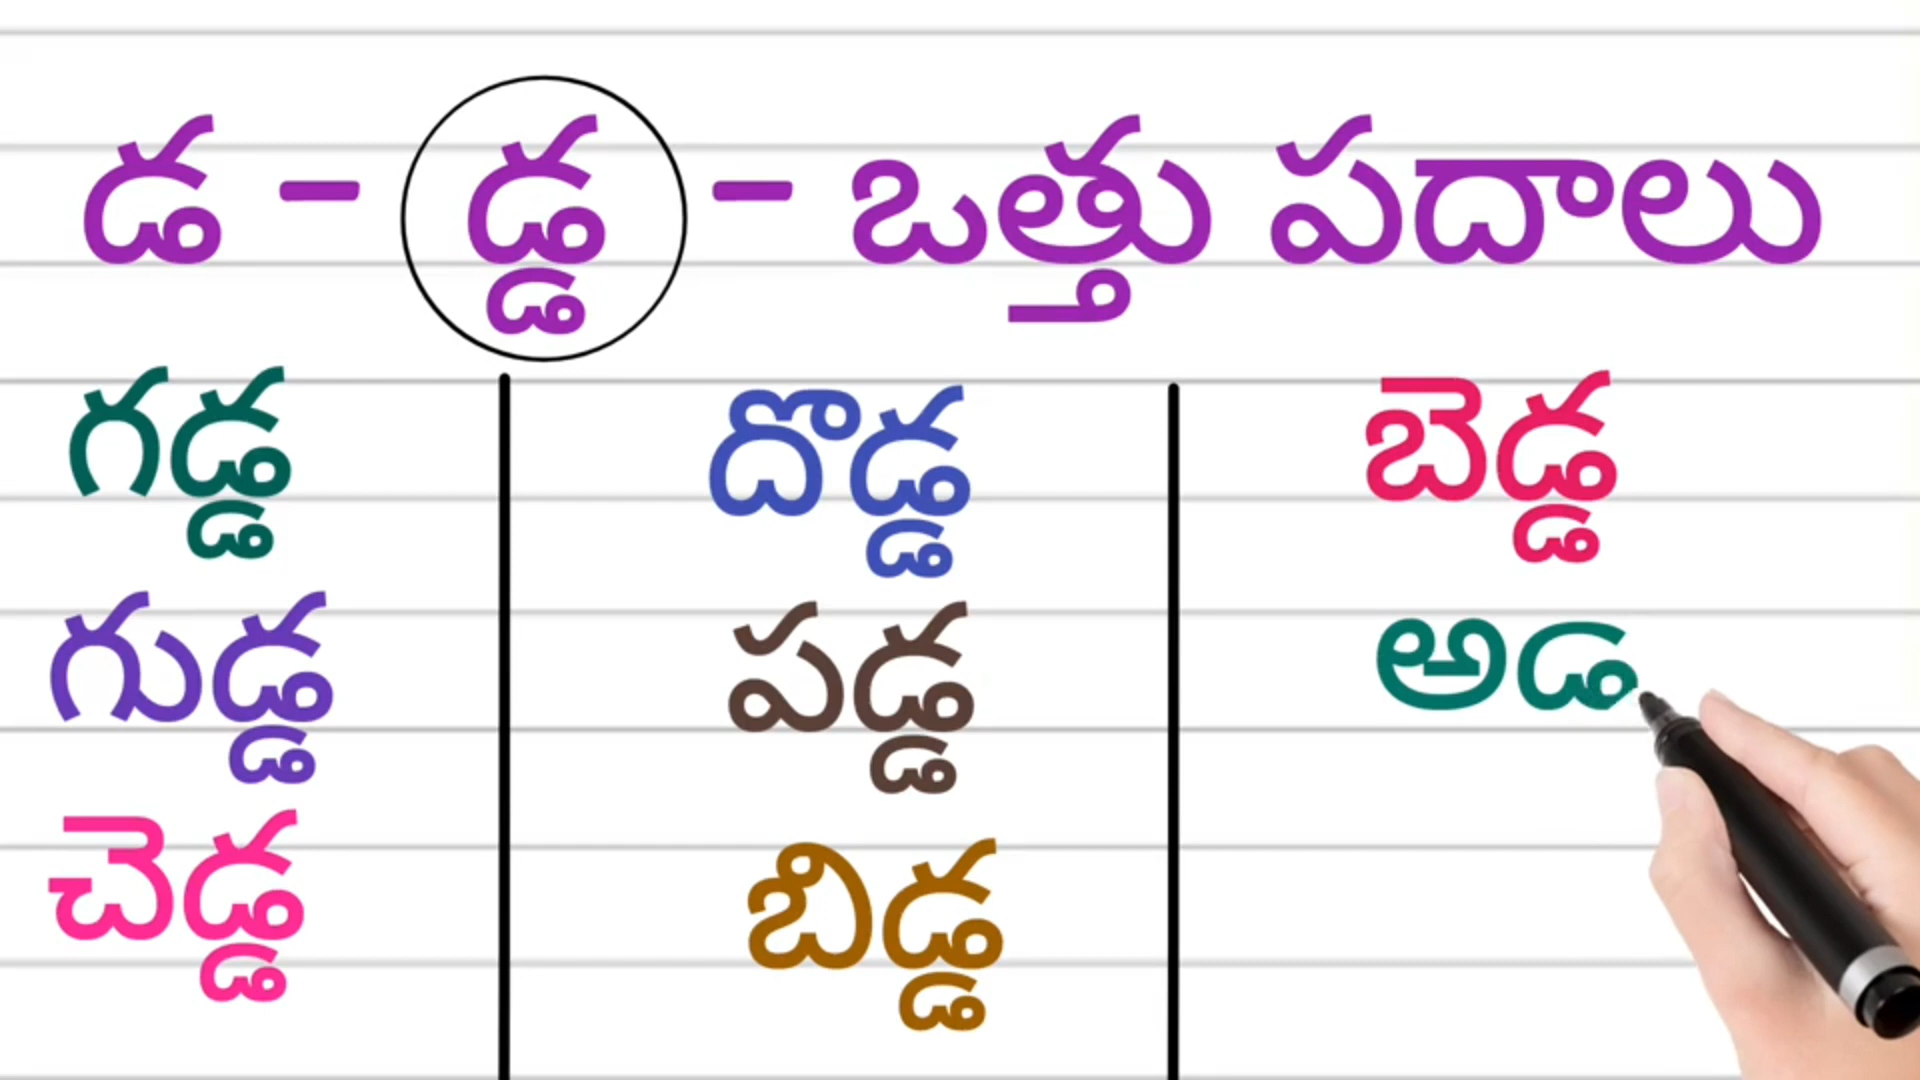 డ - డ్డ - ఒత్తు పదాలు
గడ్డ
గుడ్డ
చెడ్డ
దొడ్డ
పడ్డ
బిడ్డ
బెడ్డ
అడ